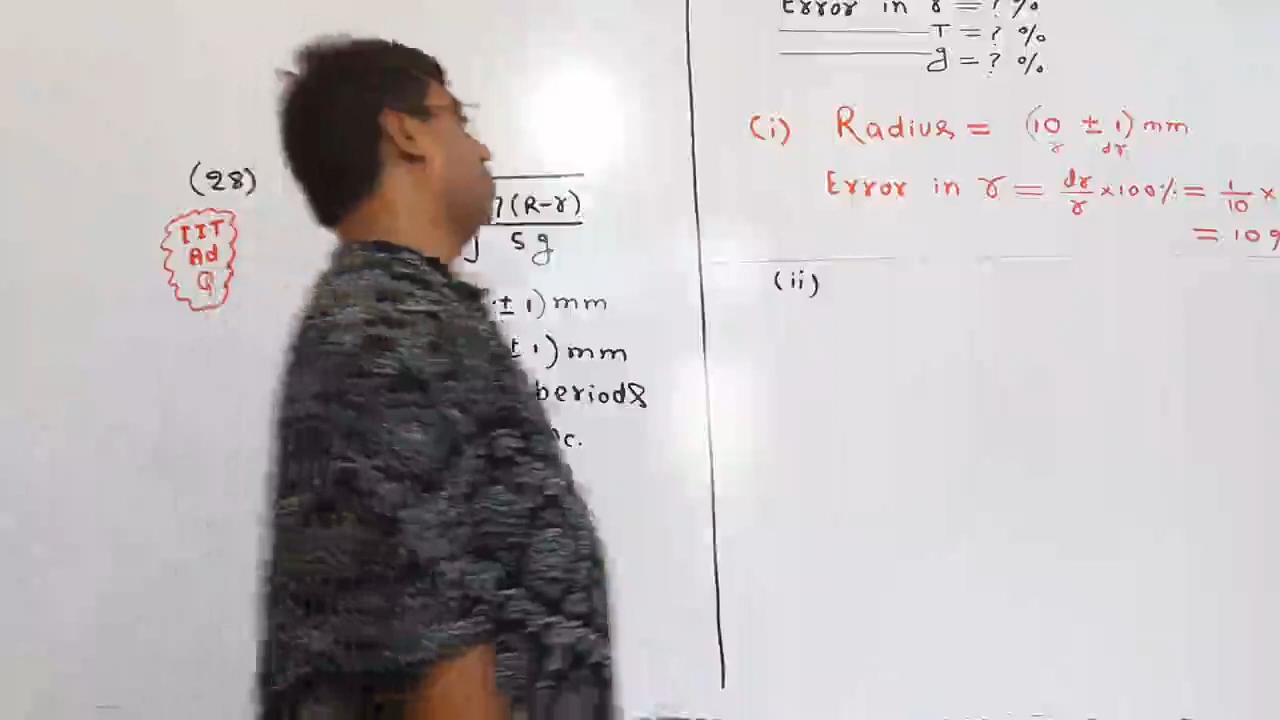 (28)
IIT
Ad
7(R-r)
5g
± 1) mm
± 1) mm
periods
c.
Error in r = ? %
T = ? %
g = ? %
(i) Radius = (10 ± 1) mm
r dr
Error in r = dr/r ×100% = 1/10 ×
= 10%
(ii)